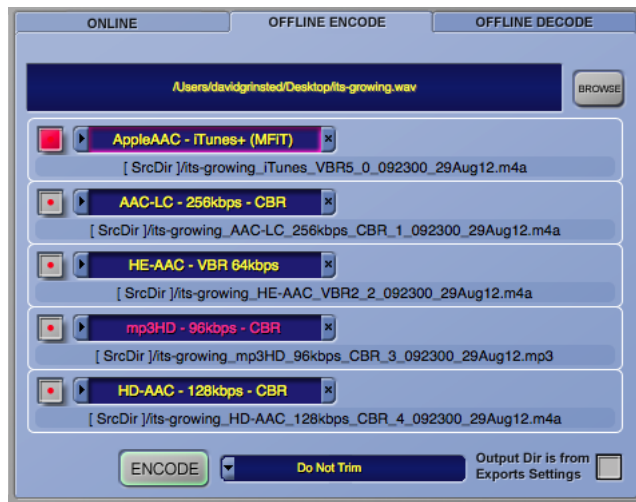 ONLINE
OFFLINE ENCODE
OFFLINE DECODE
/Users/davidgrinsted/Desktop/its-growing.wav
BROWSE
AppleAAC - iTunes+ (MFiT)
[ SrcDir ]/its-growing_iTunes_VBR5_0_092300_29Aug12.m4a
AAC-LC - 256kbps - CBR
[ SrcDir ]/its-growing_AAC-LC_256kbps_CBR_1_092300_29Aug12.m4a
HE-AAC - VBR 64kbps
[ SrcDir ]/its-growing_HE-AAC_VBR2_2_092300_29Aug12.m4a
mp3HD - 96kbps - CBR
[ SrcDir ]/its-growing_mp3HD_96kbps_CBR_3_092300_29Aug12.mp3
HD-AAC - 128kbps - CBR
[ SrcDir ]/its-growing_HD-AAC_128kbps_CBR_4_092300_29Aug12.m4a
ENCODE
Do Not Trim
Output Dir is from
Exports Settings